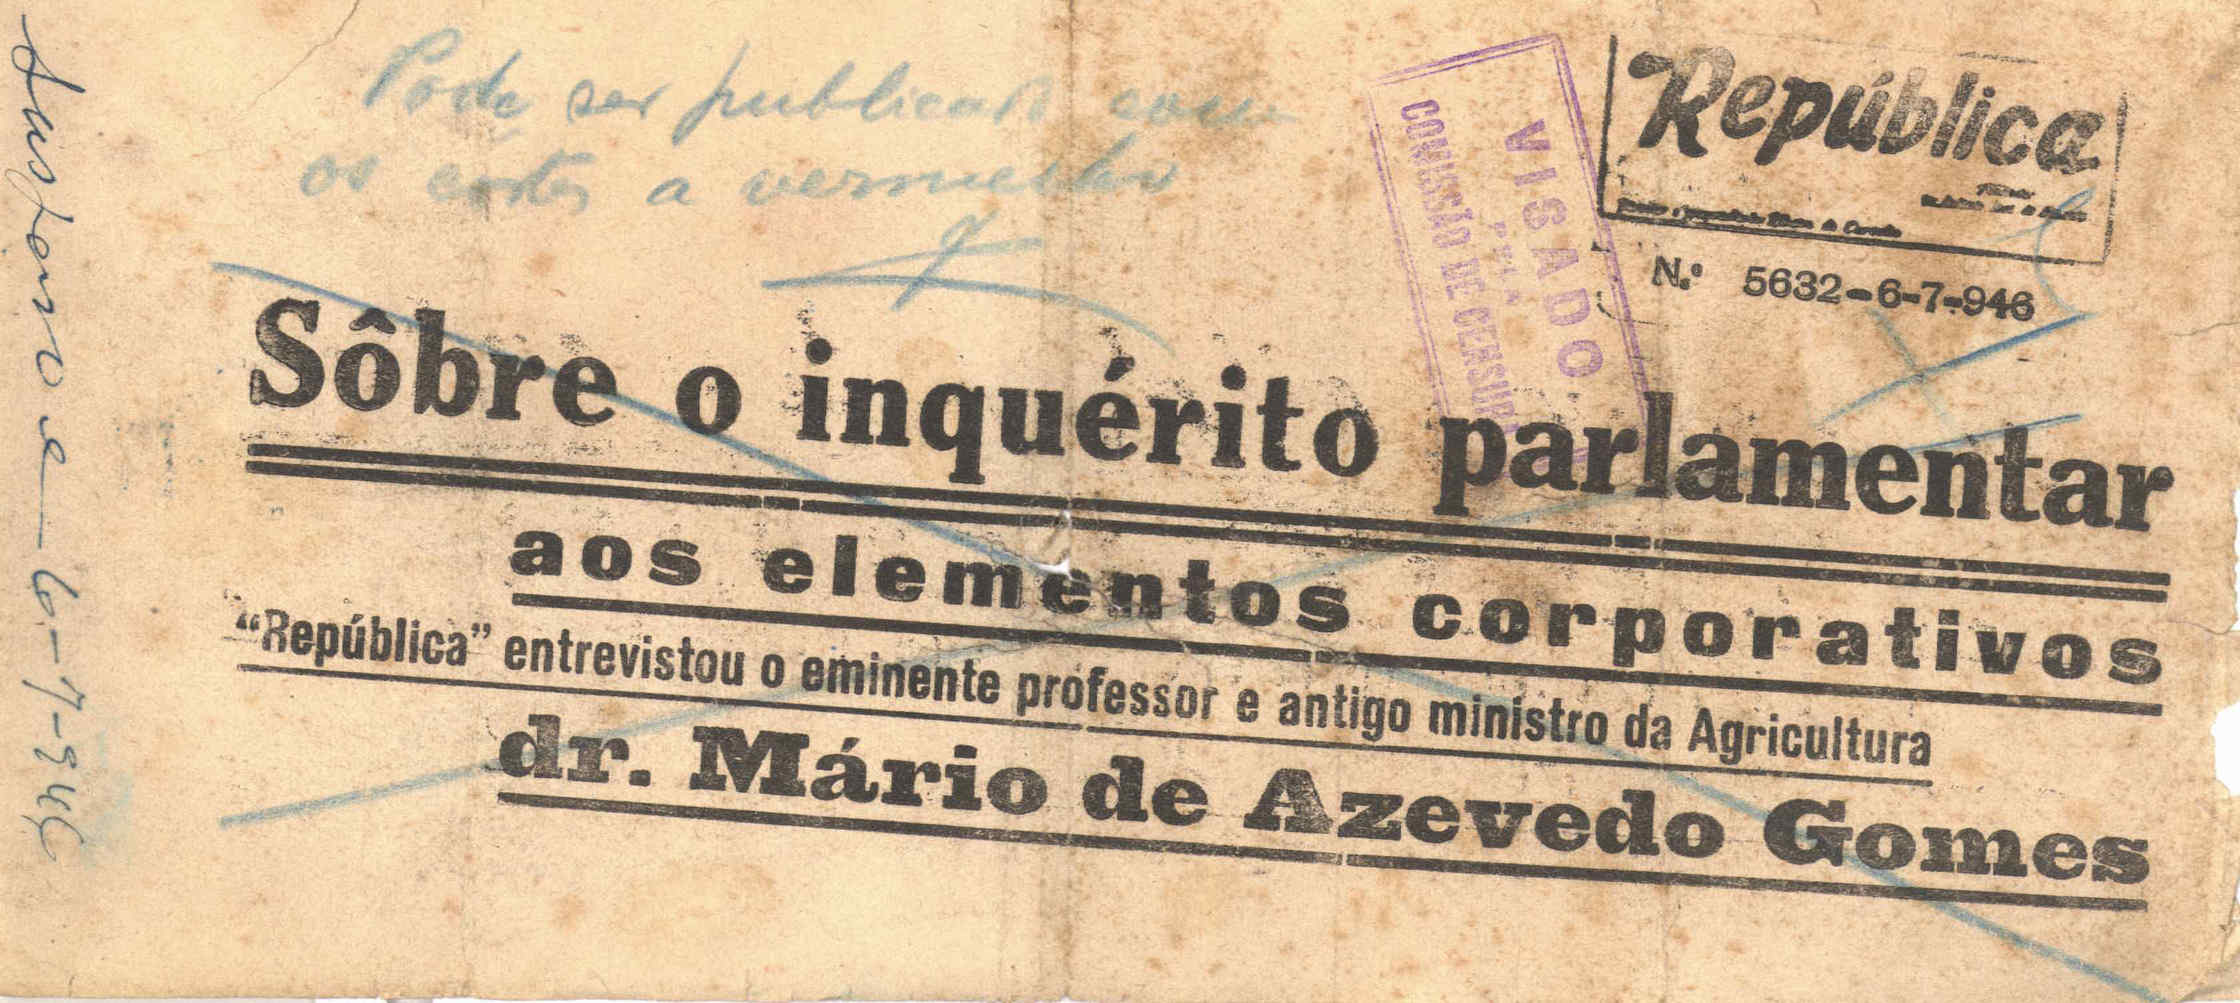 Pode ser publicado com
os cortes a vermelho
VISADO
PELA
COMISSÃO DE CENSURA
República
N.º 5632-6-7-946
Sôbre o inquérito parlamentar
aos elementos corporativos
“República” entrevistou o eminente professor e antigo ministro da Agricultura
dr. Mário de Azevedo Gomes
6-7-946